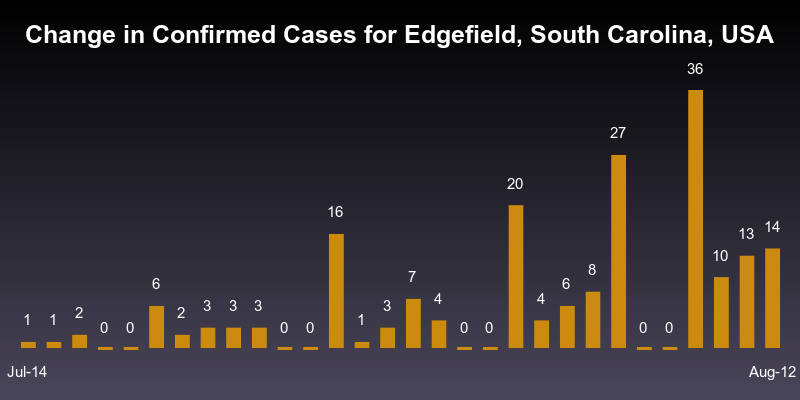 Change in Confirmed Cases for Edgefield, South Carolina, USA
1 1 2 0 0 6 2 3 3 3 0 0 16 1 3 7 4 0 0 20 4 6 8 27 0 0 36 10 13 14
Jul-14 Aug-12